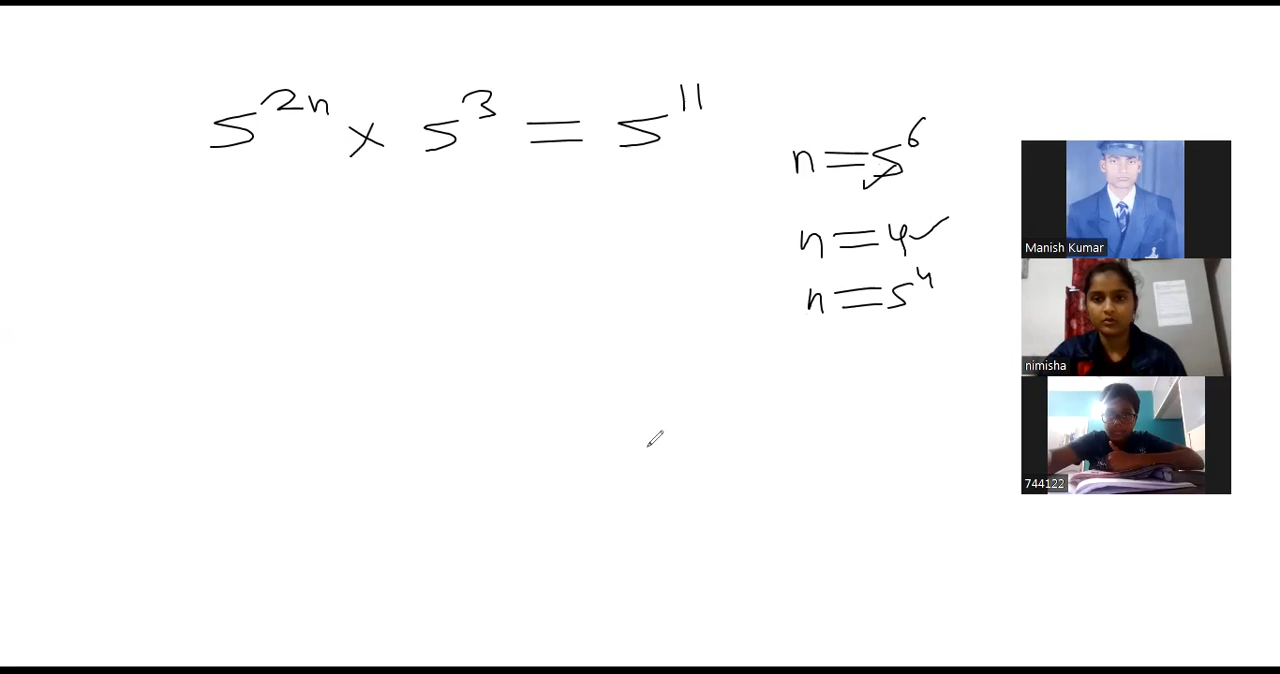 5^{2n} × 5^3 = 5^{11}
n = 5^6
n = 4 ✓
n = 5^4
Manish Kumar
nimisha
744122